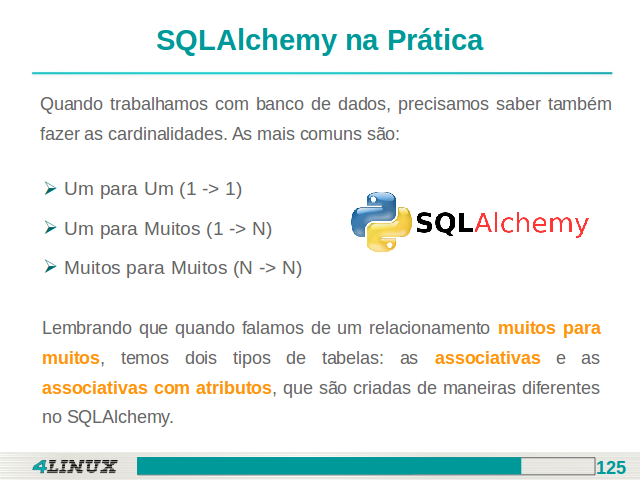 SQLAlchemy na Prática
Quando trabalhamos com banco de dados, precisamos saber também
fazer as cardinalidades. As mais comuns são:
Um para Um (1 -> 1)
Um para Muitos (1 -> N)
Muitos para Muitos (N -> N)
SQLAlchemy
Lembrando que quando falamos de um relacionamento muitos para
muitos, temos dois tipos de tabelas: as associativas e as
associativas com atributos, que são criadas de maneiras diferentes
no SQLAlchemy.
4LINUX
125